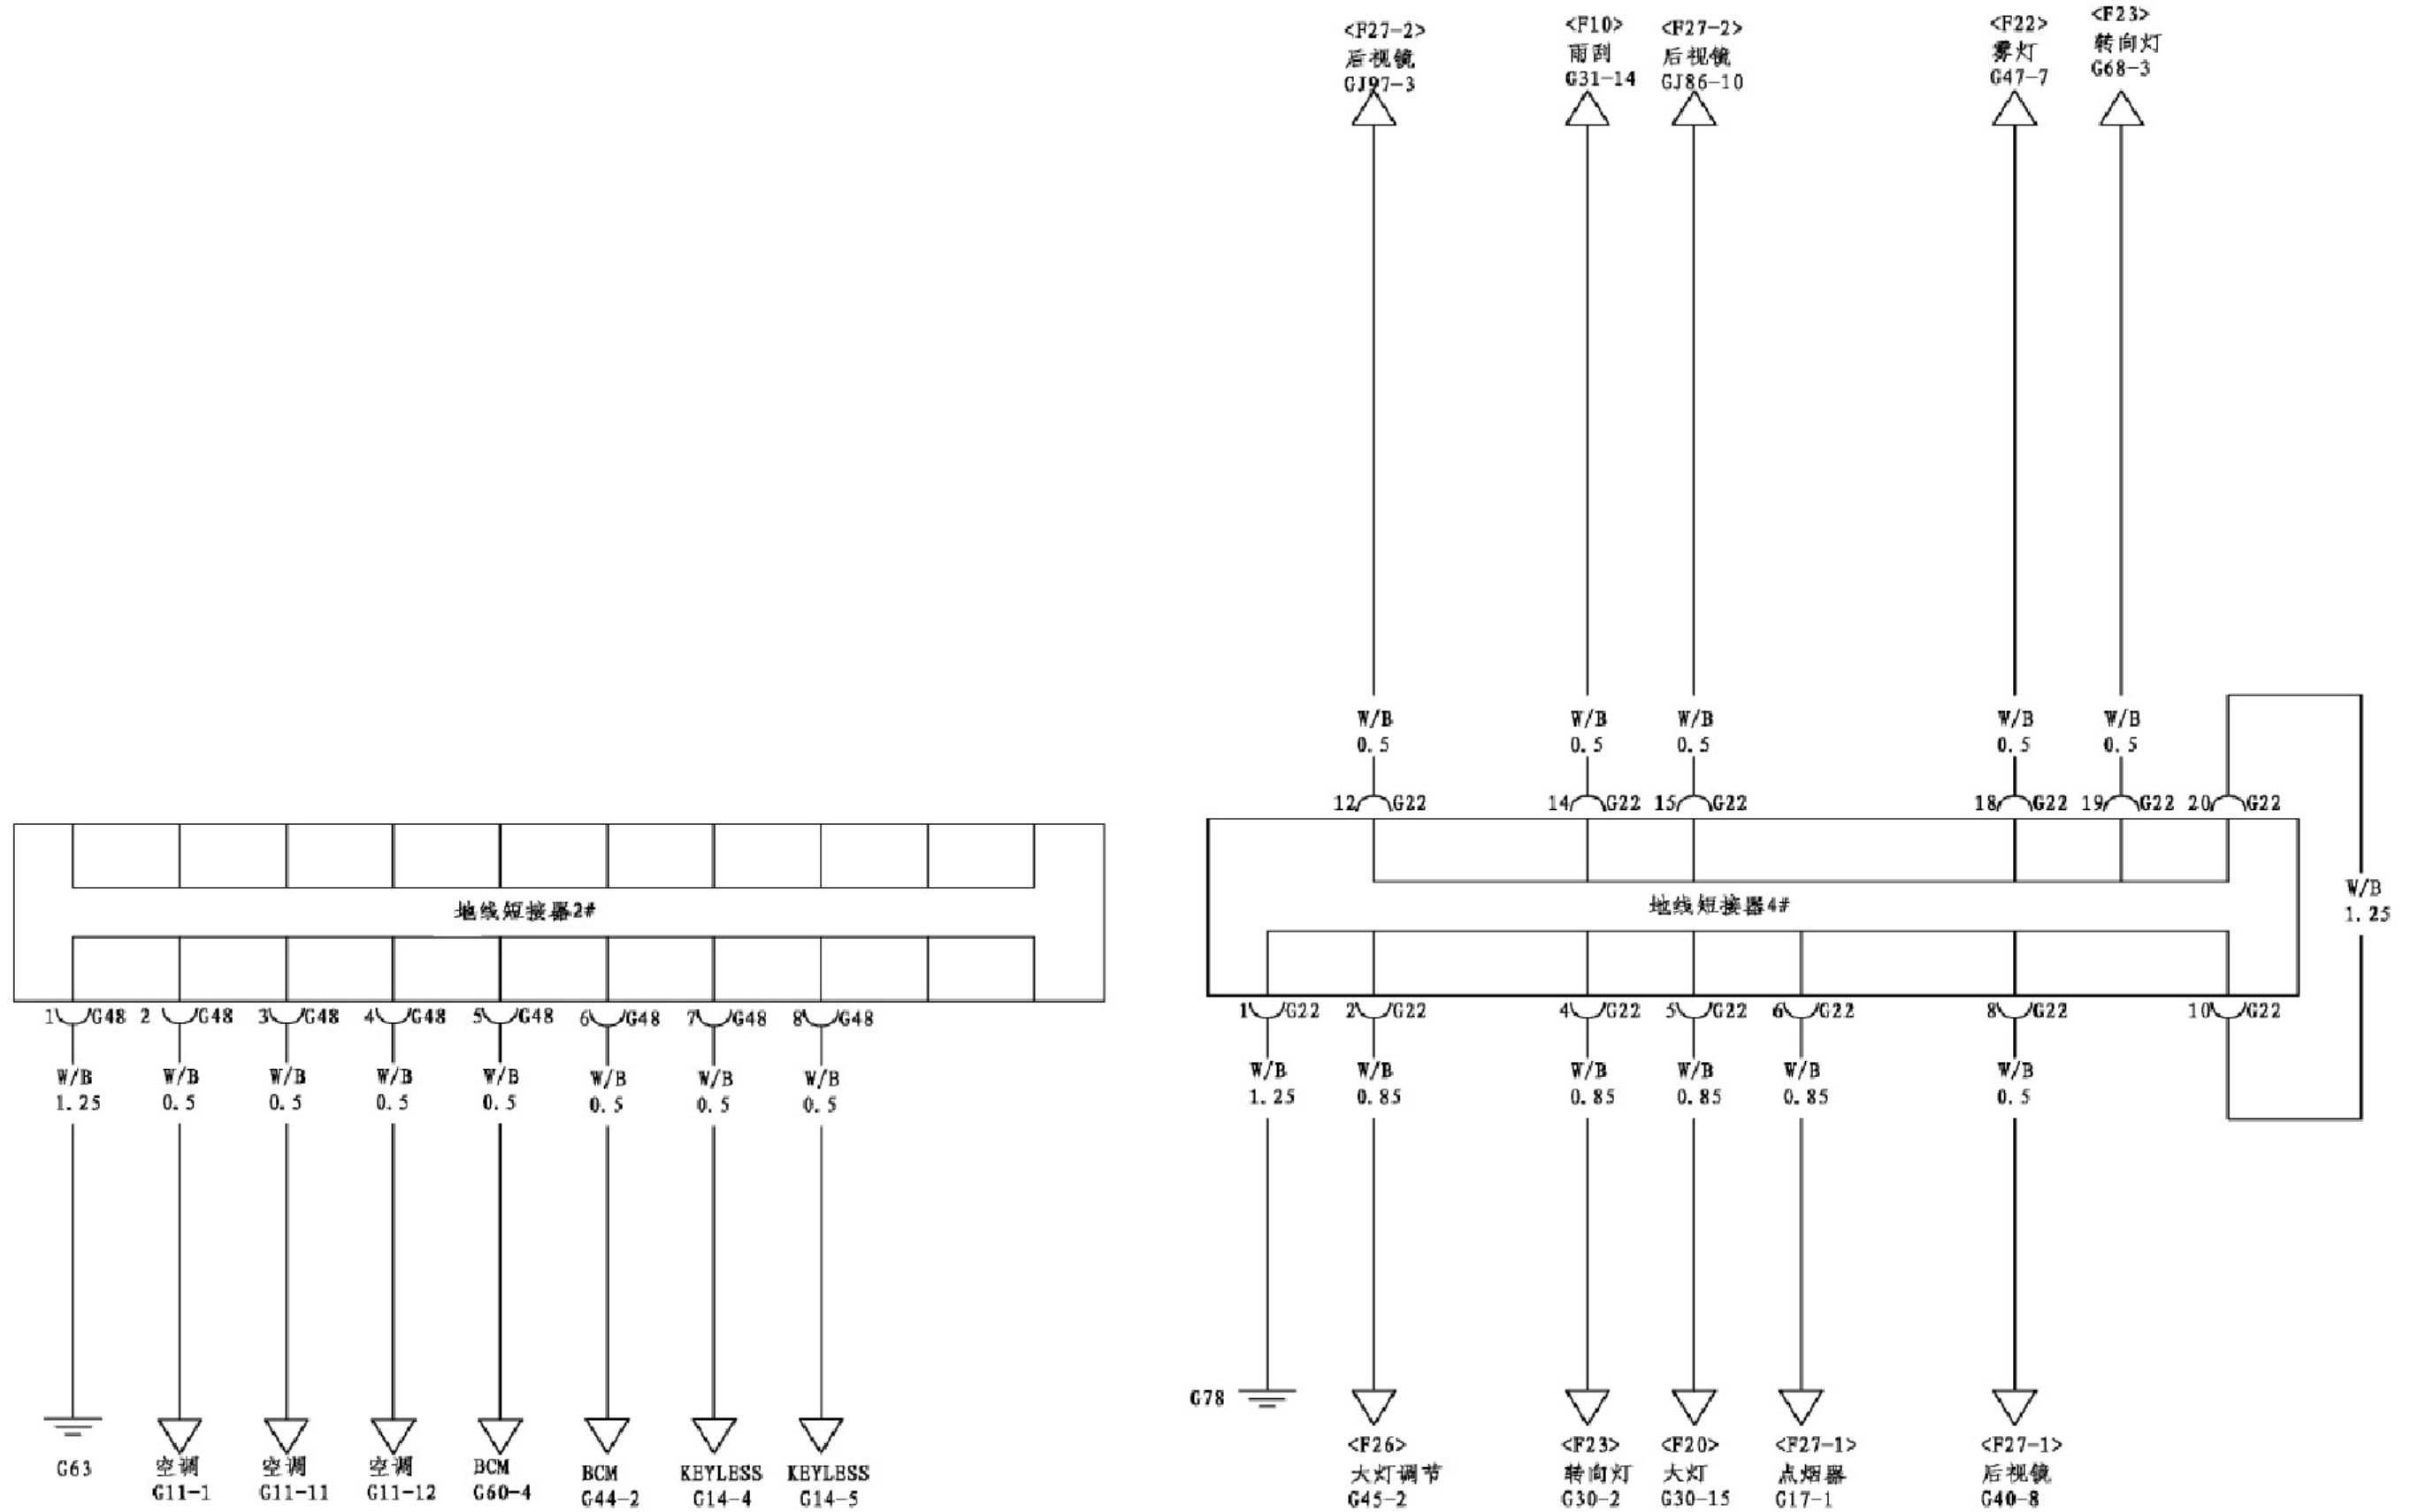 <F27-2>
后视镜
GJ97-3
<F10>
雨刮
G31-14
<F27-2>
后视镜
GJ86-10
<F22>
雾灯
G47-7
<F23>
转向灯
G68-3
W/B
0.5
W/B
0.5
W/B
0.5
W/B
0.5
W/B
0.5
12 G22
14 G22
15 G22
18 G22
19 G22
20 G22
W/B
1.25
地线短接器2#
地线短接器4#
1 G48
2 G48
3 G48
4 G48
5 G48
6 G48
7 G48
8 G48
W/B
1.25
W/B
0.5
W/B
0.5
W/B
0.5
W/B
0.5
W/B
0.5
W/B
0.5
W/B
0.5
G63
空调
G11-1
空调
G11-11
空调
G11-12
BCM
G60-4
BCM
G44-2
KEYLESS
G14-4
KEYLESS
G14-5
1 G22
2 G22
4 G22
5 G22
6 G22
8 G22
10 G22
W/B
1.25
W/B
0.85
W/B
0.85
W/B
0.85
W/B
0.85
W/B
0.5
G78
<F26>
大灯调节
G45-2
<F23>
转向灯
G30-2
<F20>
大灯
G30-15
<F27-1>
点烟器
G17-1
<F27-1>
后视镜
G40-8